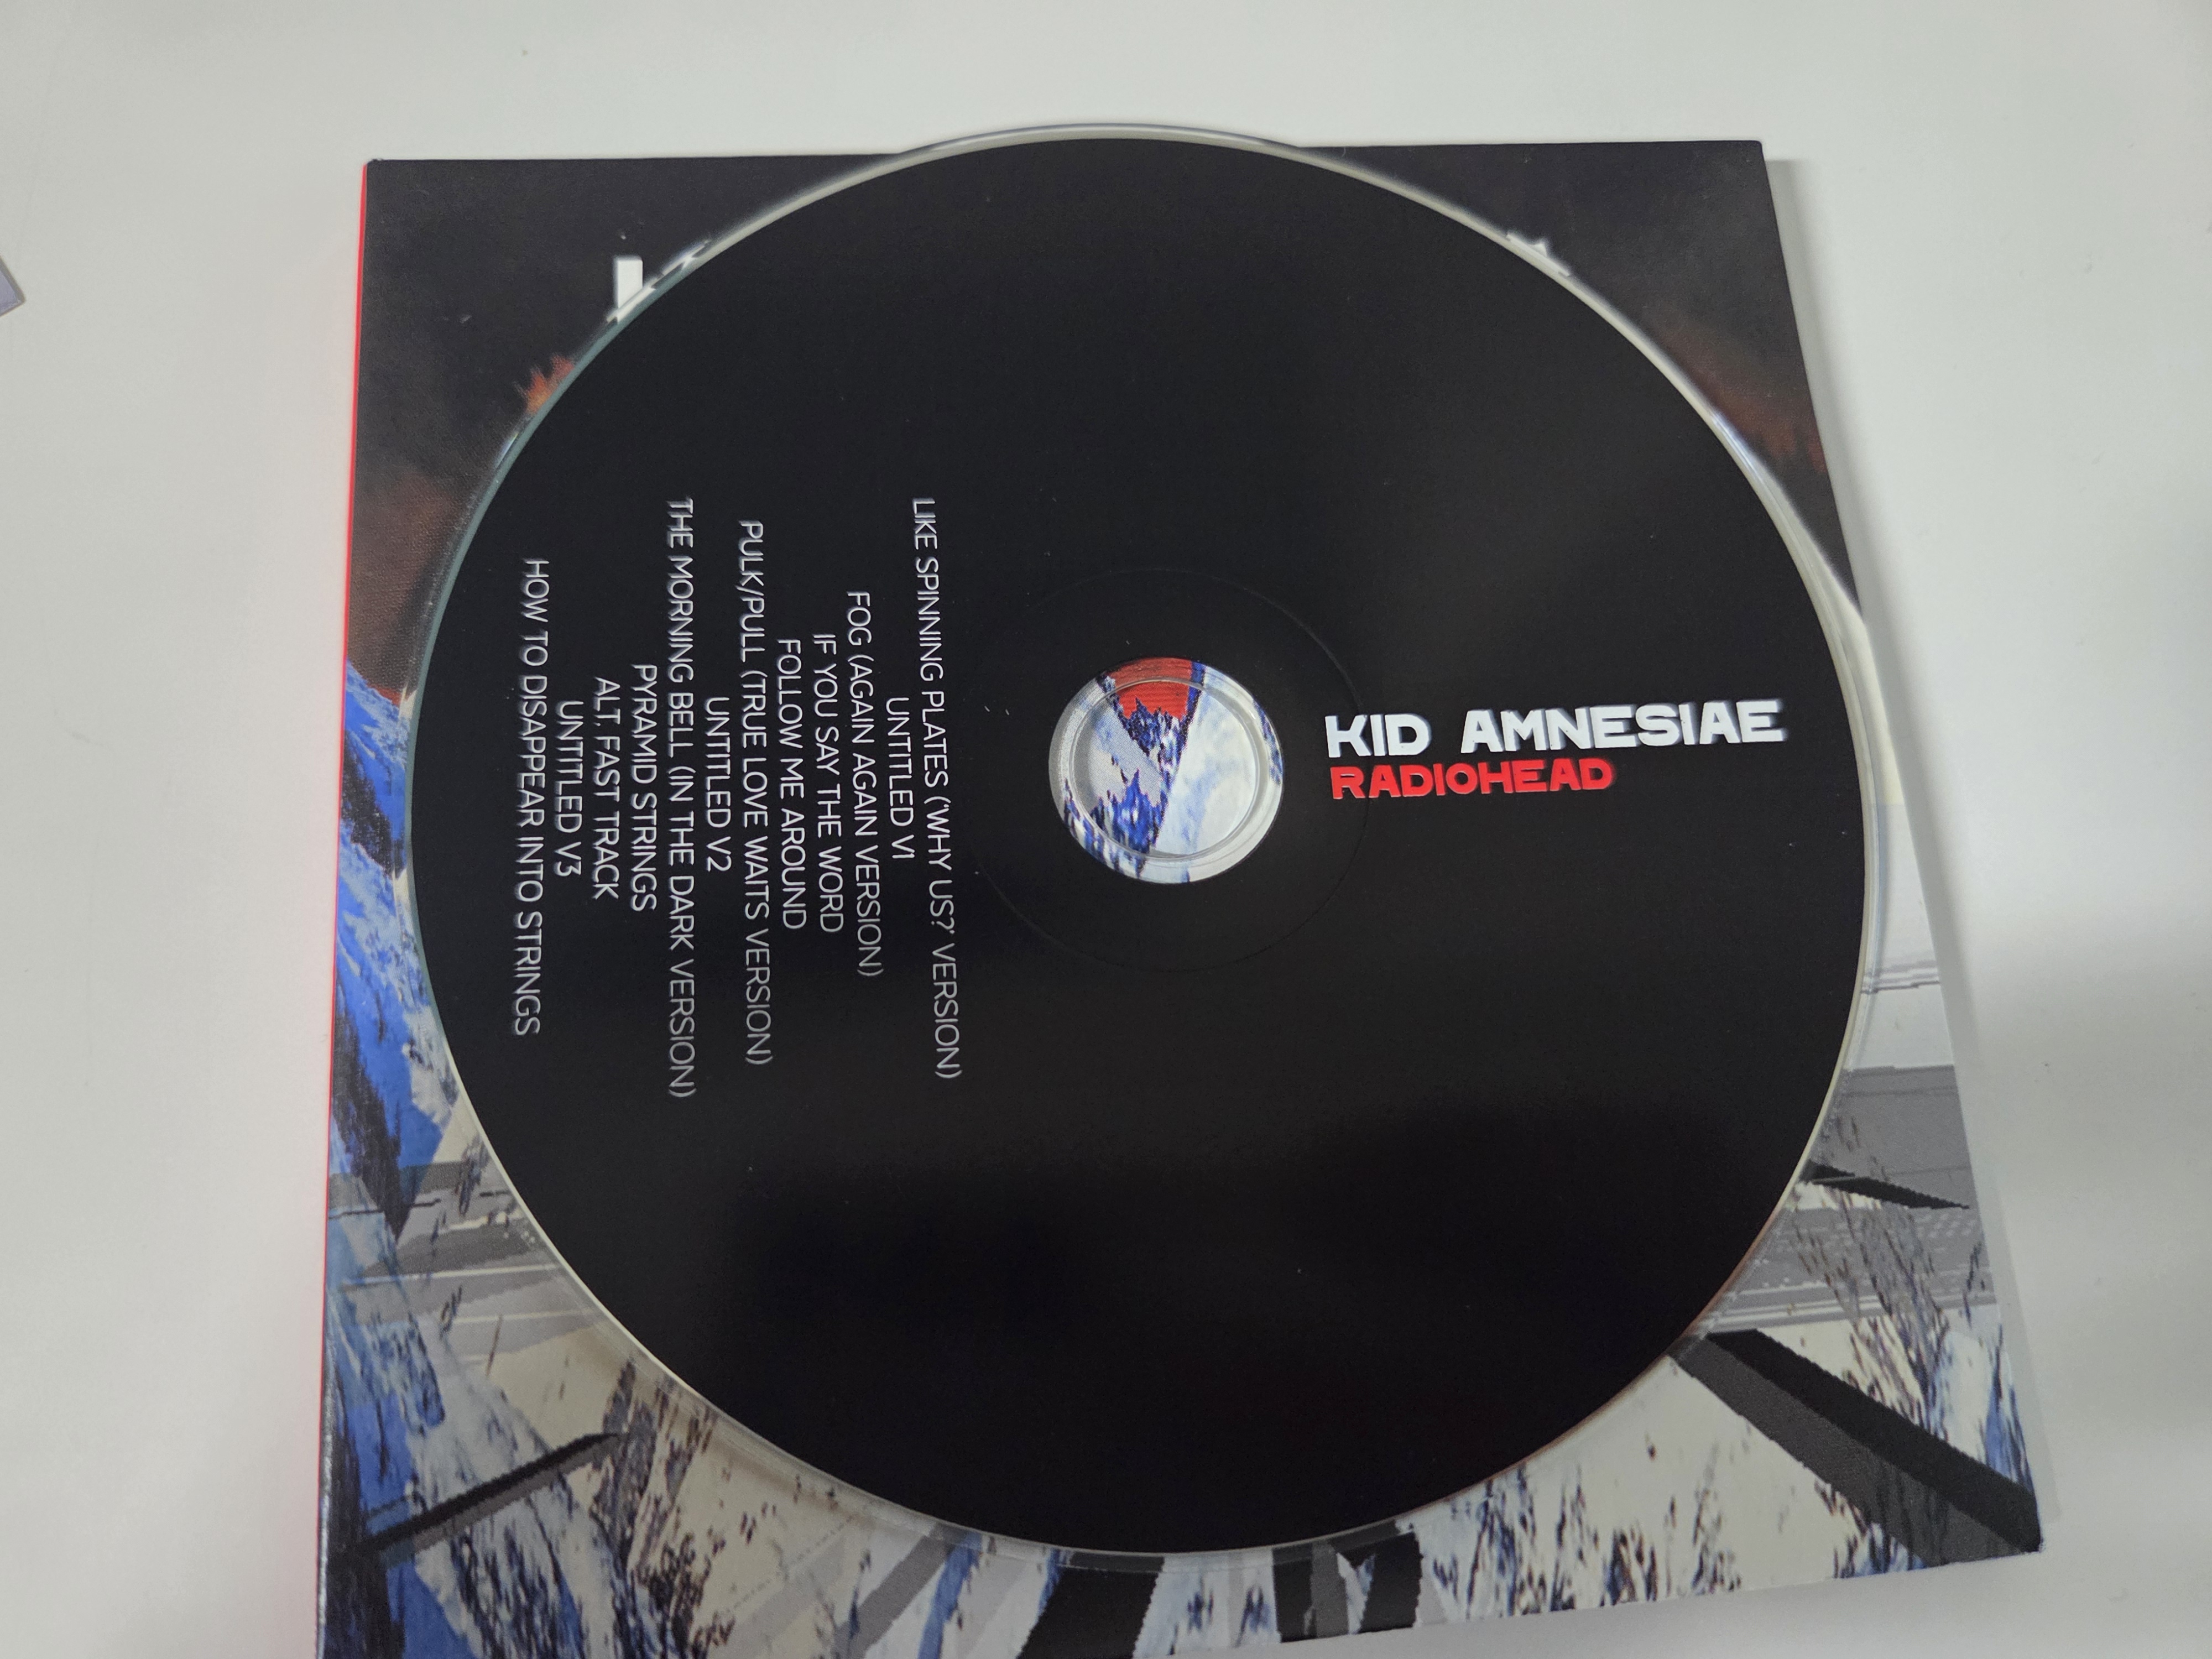 KID AMNESIAE
RADIOHEAD
LIKE SPINNING PLATES ('WHY US?' VERSION)
UNTITLED V1
FOG (AGAIN AGAIN VERSION)
IF YOU SAY THE WORD
FOLLOW ME AROUND
PULK/PULL (TRUE LOVE WAITS VERSION)
UNTITLED V2
THE MORNING BELL (IN THE DARK VERSION)
PYRAMID STRINGS
ALT. FAST TRACK
UNTITLED V3
HOW TO DISAPPEAR INTO STRINGS